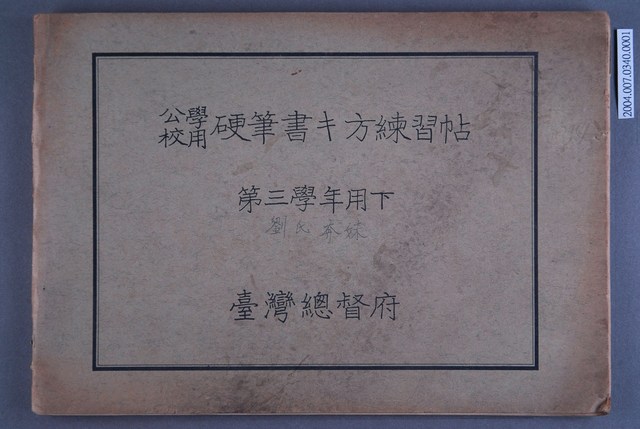 公學校用硬筆書キ方練習帖
第三學年用下
劉氏
臺灣總督府
2004.007.0340.0001